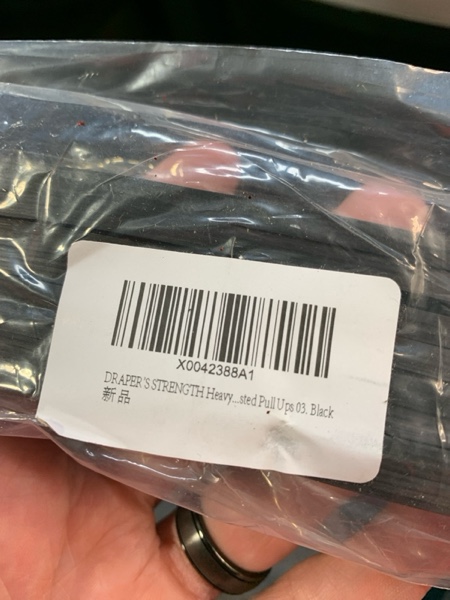 X0042388A1
DRAPER'S STRENGTH Heavy...sted Pull Ups 03, Black
新品